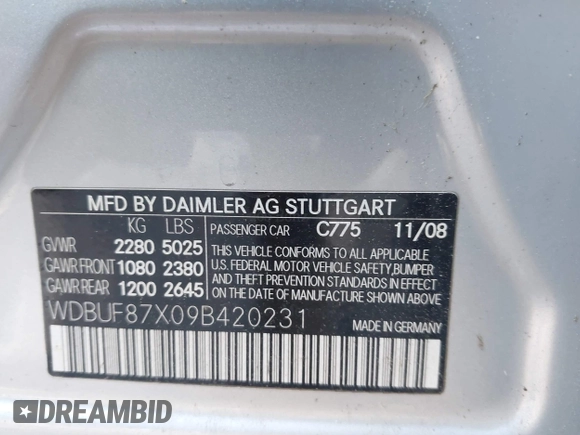 MFD BY DAIMLER AG STUTTGART
KG LBS PASSENGER CAR C775 11/08
GVWR 2280 5025 THIS VEHICLE CONFORMS TO ALL APPLICABLE
GAWR FRONT 1080 2380 U.S. FEDERAL MOTOR VEHICLE SAFETY,BUMPER
GAWR REAR 1200 2645 AND THEFT PREVENTION STANDARDS IN EFFECT
ON THE DATE OF MANUFACTURE SHOWN ABOVE.
WDBUF87X09B420231 MADE IN GERMANY
DREAMBID